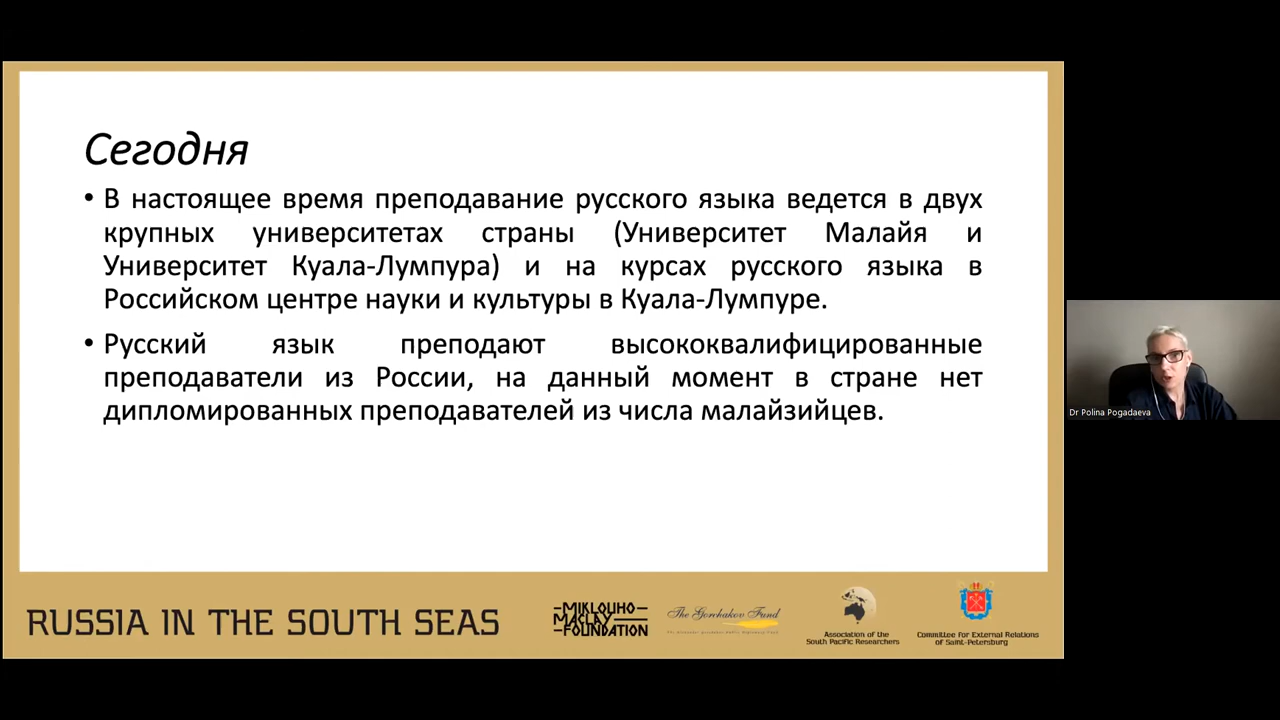 Сегодня
• В настоящее время преподавание русского языка ведется в двух
крупных университетах страны (Университет Малайя и
Университет Куала-Лумпура) и на курсах русского языка в
Российском центре науки и культуры в Куала-Лумпуре.
• Русский язык преподают высококвалифицированные
преподаватели из России, на данный момент в стране нет
дипломированных преподавателей из числа малайзийцев.
Dr Polina Pogadaeva
RUSSIA IN THE SOUTH SEAS
MIKLOUHO
MACLAY
FOUNDATION
The Gorchakov Fund
Association of the
South Pacific Researchers
Committee for External Relations
of Saint-Petersburg